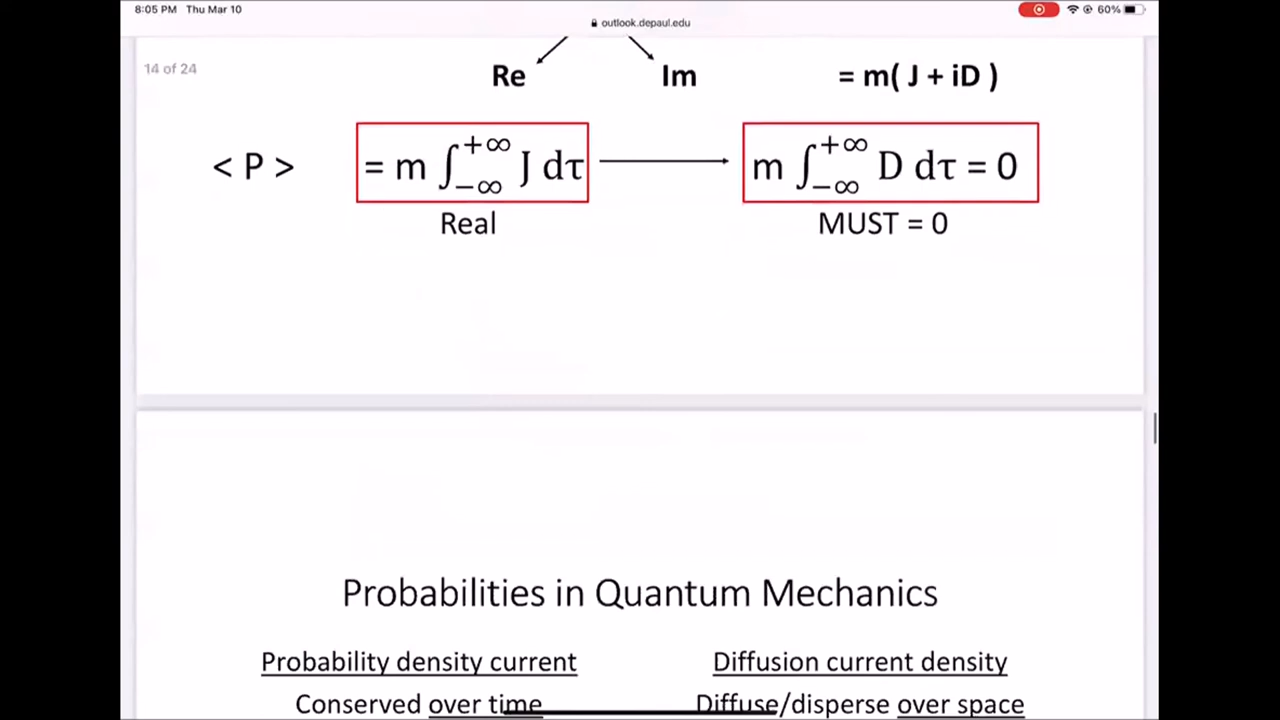 8:05 PM Thu Mar 10
60%
outlook.depaul.edu
14 of 24
Re Im = m( J + iD )
< P > = m ∫_{−∞}^{+∞} J dτ m ∫_{−∞}^{+∞} D dτ = 0
Real MUST = 0
Probabilities in Quantum Mechanics
Probability density current Diffusion current density
Conserved over time Diffuse/disperse over space